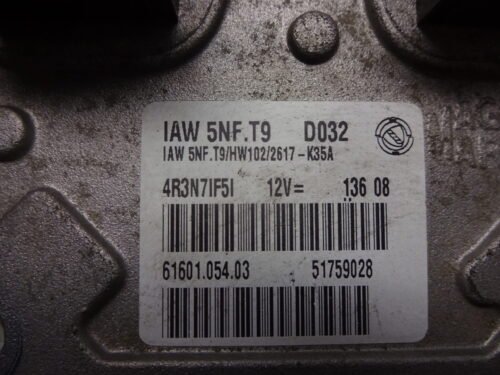 IAW 5NF.T9 D032
IAW 5NF.T9/HW102/2617-K35A
4R3N7IF5I 12V= 136 08
61601.054.03 51759028